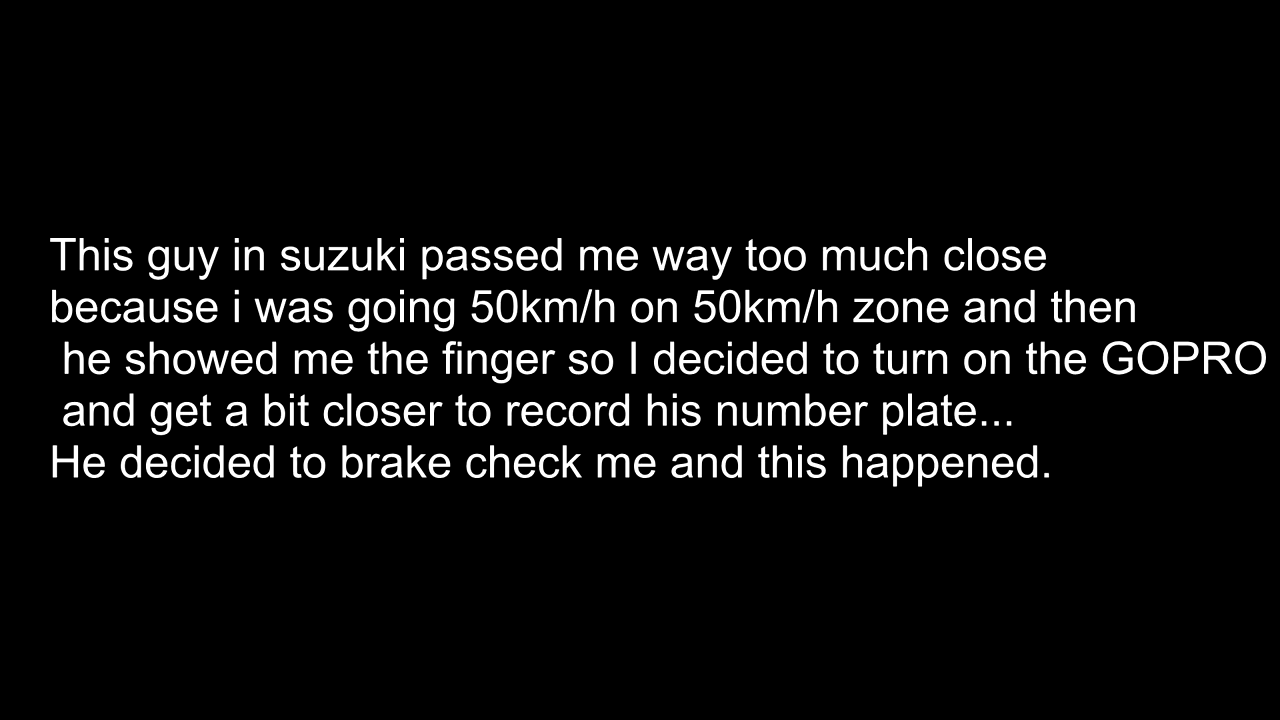 This guy in suzuki passed me way too much close
because i was going 50km/h on 50km/h zone and then
he showed me the finger so I decided to turn on the GOPRO
and get a bit closer to record his number plate...
He decided to brake check me and this happened.